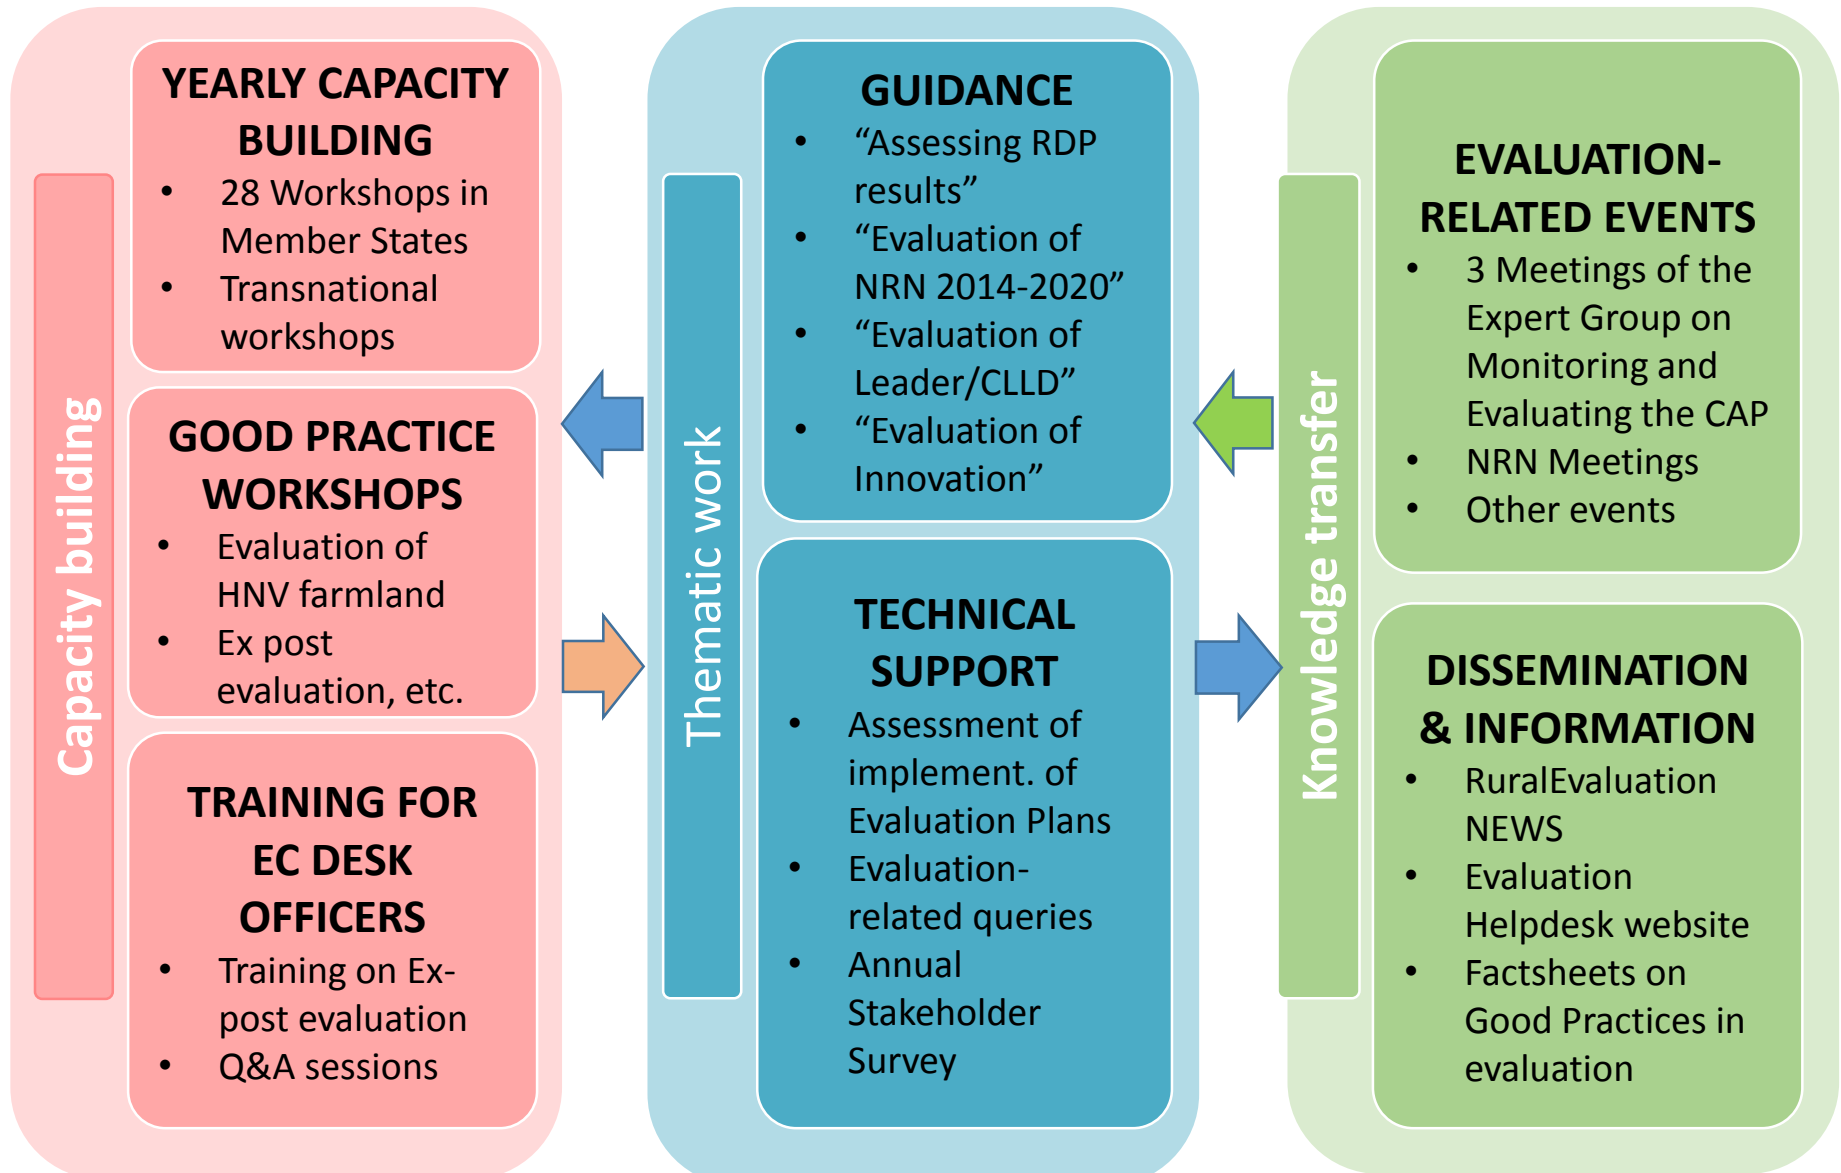 Capacity building
YEARLY CAPACITY
BUILDING
• 28 Workshops in
Member States
• Transnational
workshops
GOOD PRACTICE
WORKSHOPS
• Evaluation of
HNV farmland
• Ex post
evaluation, etc.
TRAINING FOR
EC DESK
OFFICERS
• Training on Ex-
post evaluation
• Q&A sessions
Thematic work
GUIDANCE
• “Assessing RDP
results”
• “Evaluation of
NRN 2014-2020”
• “Evaluation of
Leader/CLLD”
• “Evaluation of
Innovation”
TECHNICAL
SUPPORT
• Assessment of
implement. of
Evaluation Plans
• Evaluation-
related queries
• Annual
Stakeholder
Survey
Knowledge transfer
EVALUATION-
RELATED EVENTS
• 3 Meetings of the
Expert Group on
Monitoring and
Evaluating the CAP
• NRN Meetings
• Other events
DISSEMINATION
& INFORMATION
• RuralEvaluation
NEWS
• Evaluation
Helpdesk website
• Factsheets on
Good Practices in
evaluation